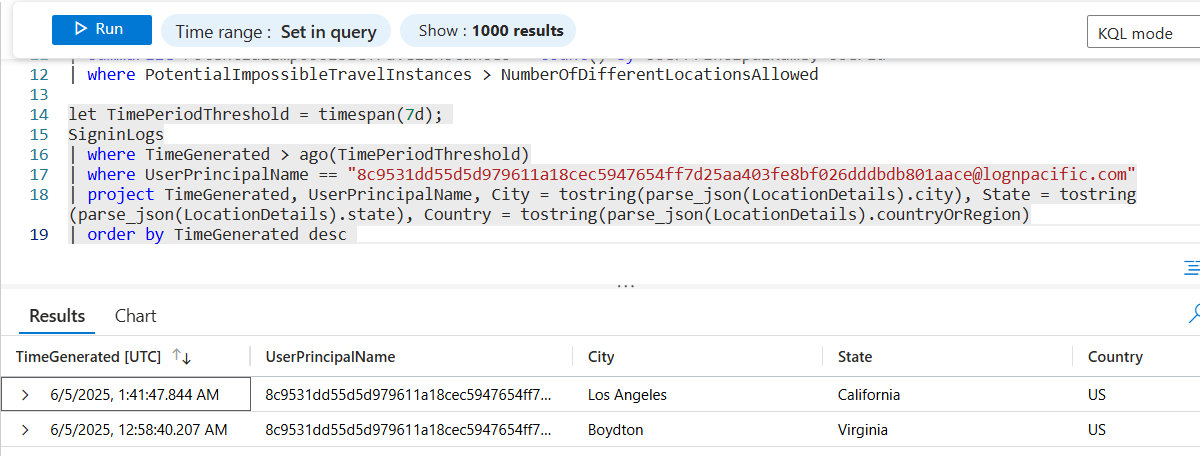 Run
Time range : Set in query
Show : 1000 results
KQL mode
12 | where PotentialImpossibleTravelInstances > NumberOfDifferentLocationsAllowed
13
14 let TimePeriodThreshold = timespan(7d);
15 SigninLogs
16 | where TimeGenerated > ago(TimePeriodThreshold)
17 | where UserPrincipalName == "8c9531dd55d5d979611a18cec5947654ff7d25aa403fe8bf026dddbdb801aace@lognpacific.com"
18 | project TimeGenerated, UserPrincipalName, City = tostring(parse_json(LocationDetails).city), State = tostring
(parse_json(LocationDetails).state), Country = tostring(parse_json(LocationDetails).countryOrRegion)
19 | order by TimeGenerated desc
...
Results Chart
TimeGenerated [UTC] UserPrincipalName City State Country
6/5/2025, 1:41:47.844 AM 8c9531dd55d5d979611a18cec5947654ff7... Los Angeles California US
6/5/2025, 12:58:40.207 AM 8c9531dd55d5d979611a18cec5947654ff7... Boydton Virginia US